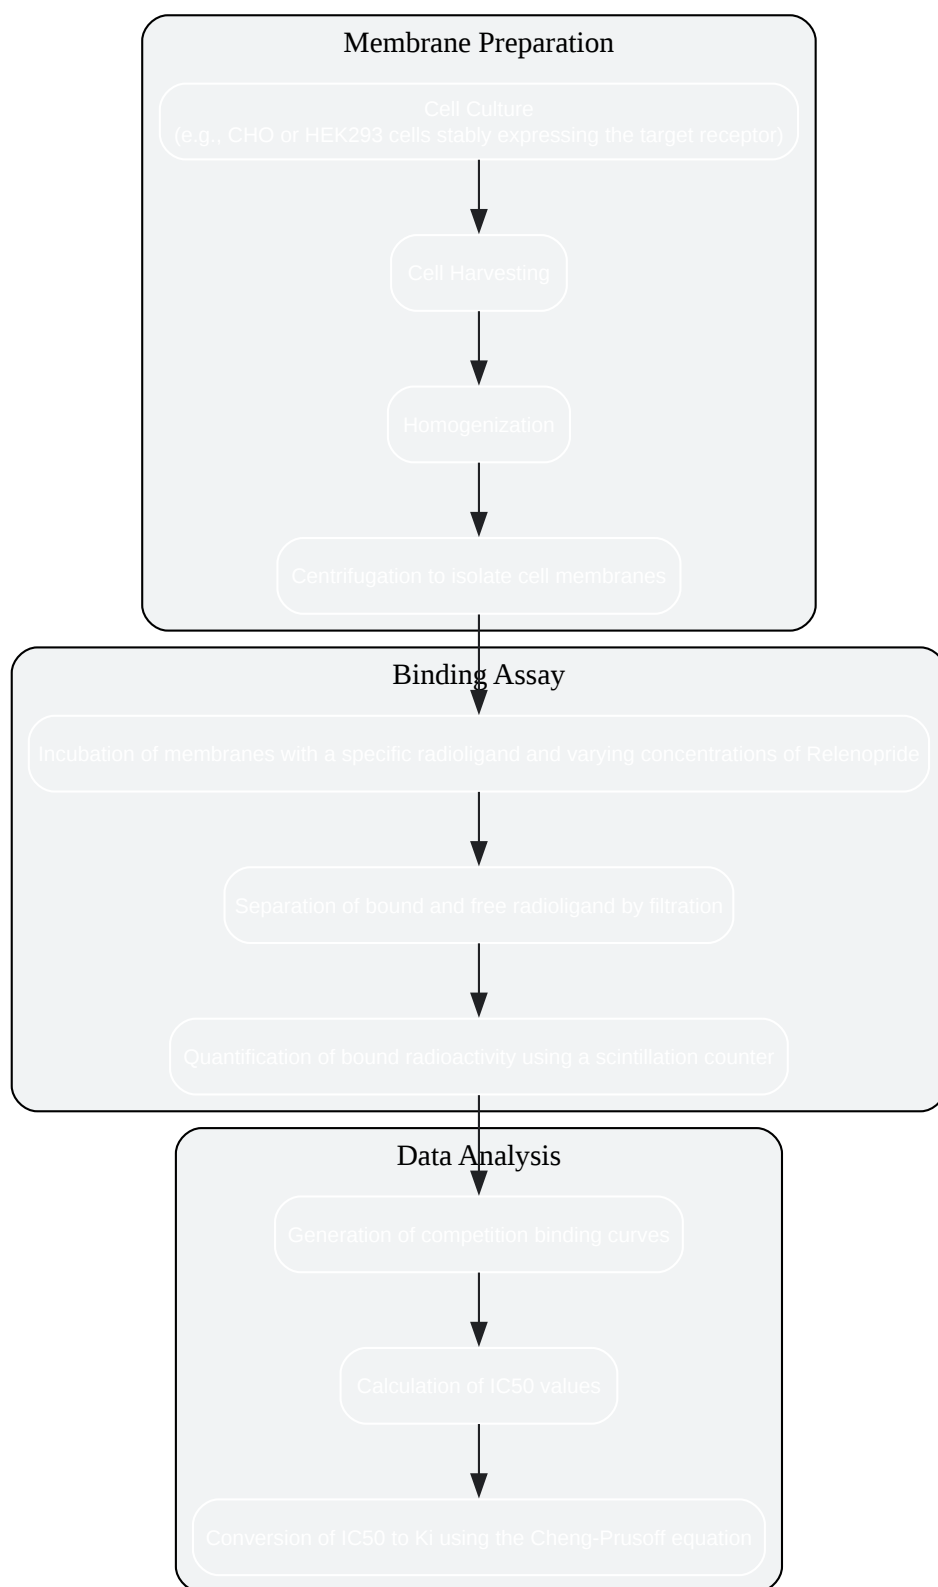 Membrane Preparation
Cell Culture
(e.g., CHO or HEK293 cells stably expressing the target receptor)
Cell Harvesting
Homogenization
Centrifugation to isolate cell membranes
Binding Assay
Incubation of membranes with a specific radioligand and varying concentrations of Relenopride
Separation of bound and free radioligand by filtration
Quantification of bound radioactivity using a scintillation counter
Data Analysis
Generation of competition binding curves
Calculation of IC50 values
Conversion of IC50 to Ki using the Cheng-Prusoff equation